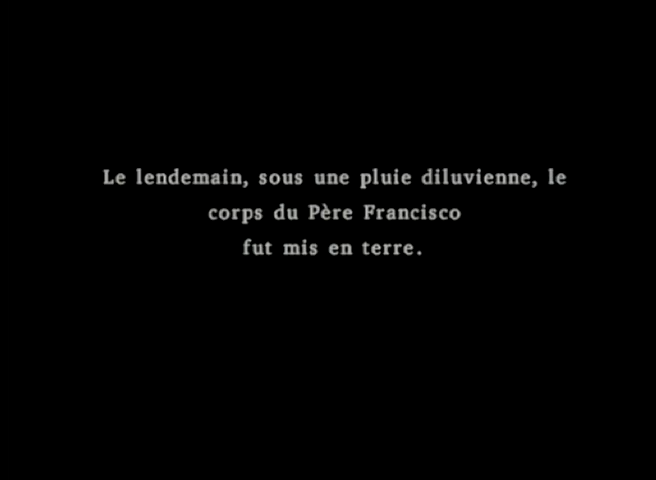 Le lendemain, sous une pluie diluvienne, le
corps du Père Francisco
fut mis en terre.